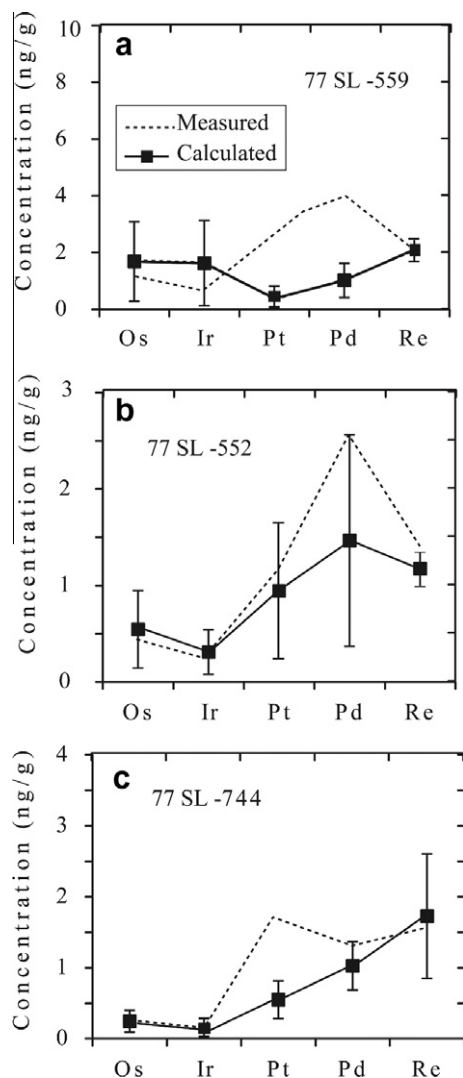 a
77 SL -559
Measured
Calculated
Concentration (ng/g)
10
8
6
4
2
0
Os Ir Pt Pd Re
b
77 SL -552
Concentration (ng/g)
3
2
1
0
Os Ir Pt Pd Re
c
77 SL -744
Concentration (ng/g)
4
3
2
1
0
Os Ir Pt Pd Re